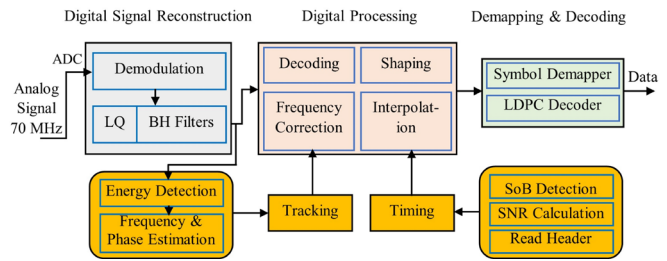 Digital Signal Reconstruction
Digital Processing
Demapping & Decoding
ADC
Analog
Signal
70 MHz
Demodulation
LQ
BH Filters
Decoding
Shaping
Frequency
Correction
Interpolat-
ion
Symbol Demapper
LDPC Decoder
Data
Energy Detection
Frequency &
Phase Estimation
Tracking
Timing
SoB Detection
SNR Calculation
Read Header